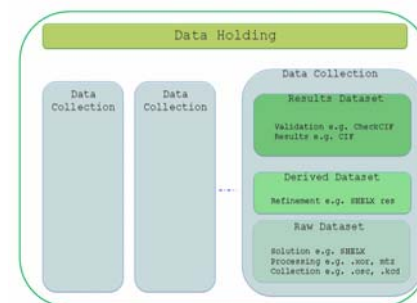 Data Holding
Data
Collection
Data
Collection
Data Collection
Results Dataset
Validation e.g. CheckCIF
Results e.g. CIF
Derived Dataset
Refinement e.g. SHELX res
Raw Dataset
Solution e.g. SHELX
Processing e.g. .xor, mtz
Collection e.g. .osc, .kcd